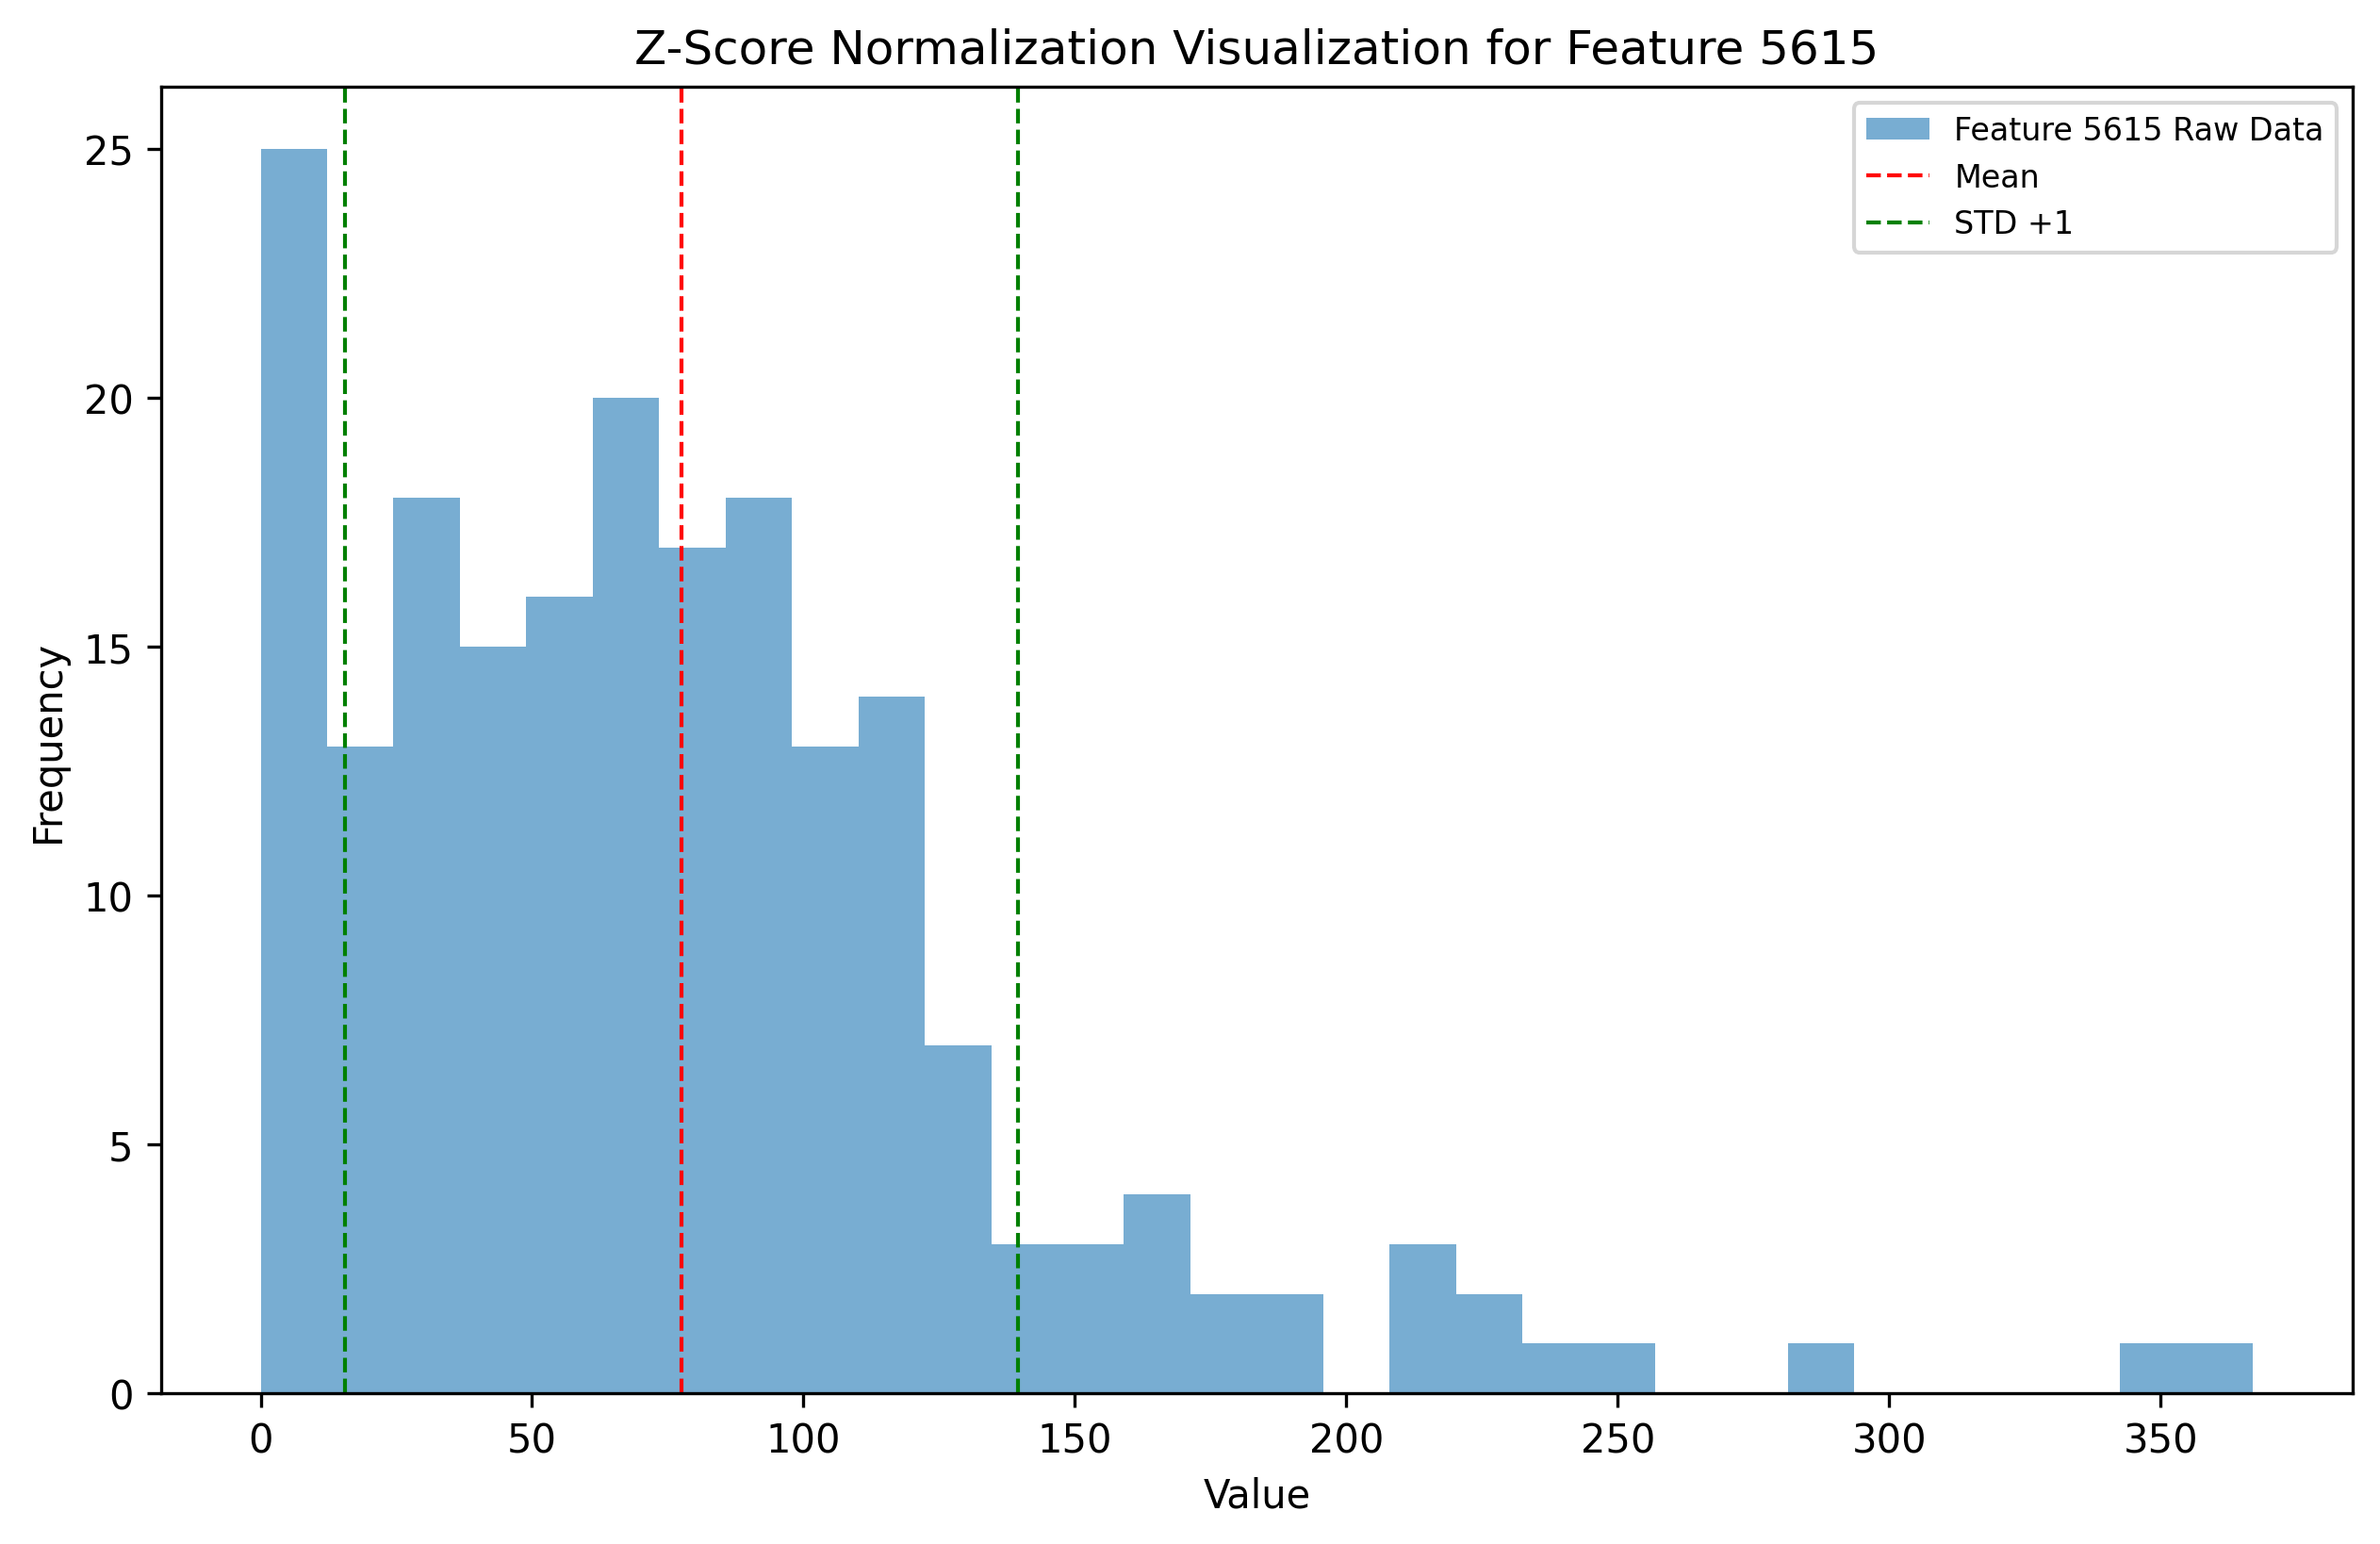 Z-Score Normalization Visualization for Feature 5615
Feature 5615 Raw Data
Mean
STD +1
25
20
15
10
5
0
Frequency
0 50 100 150 200 250 300 350
Value